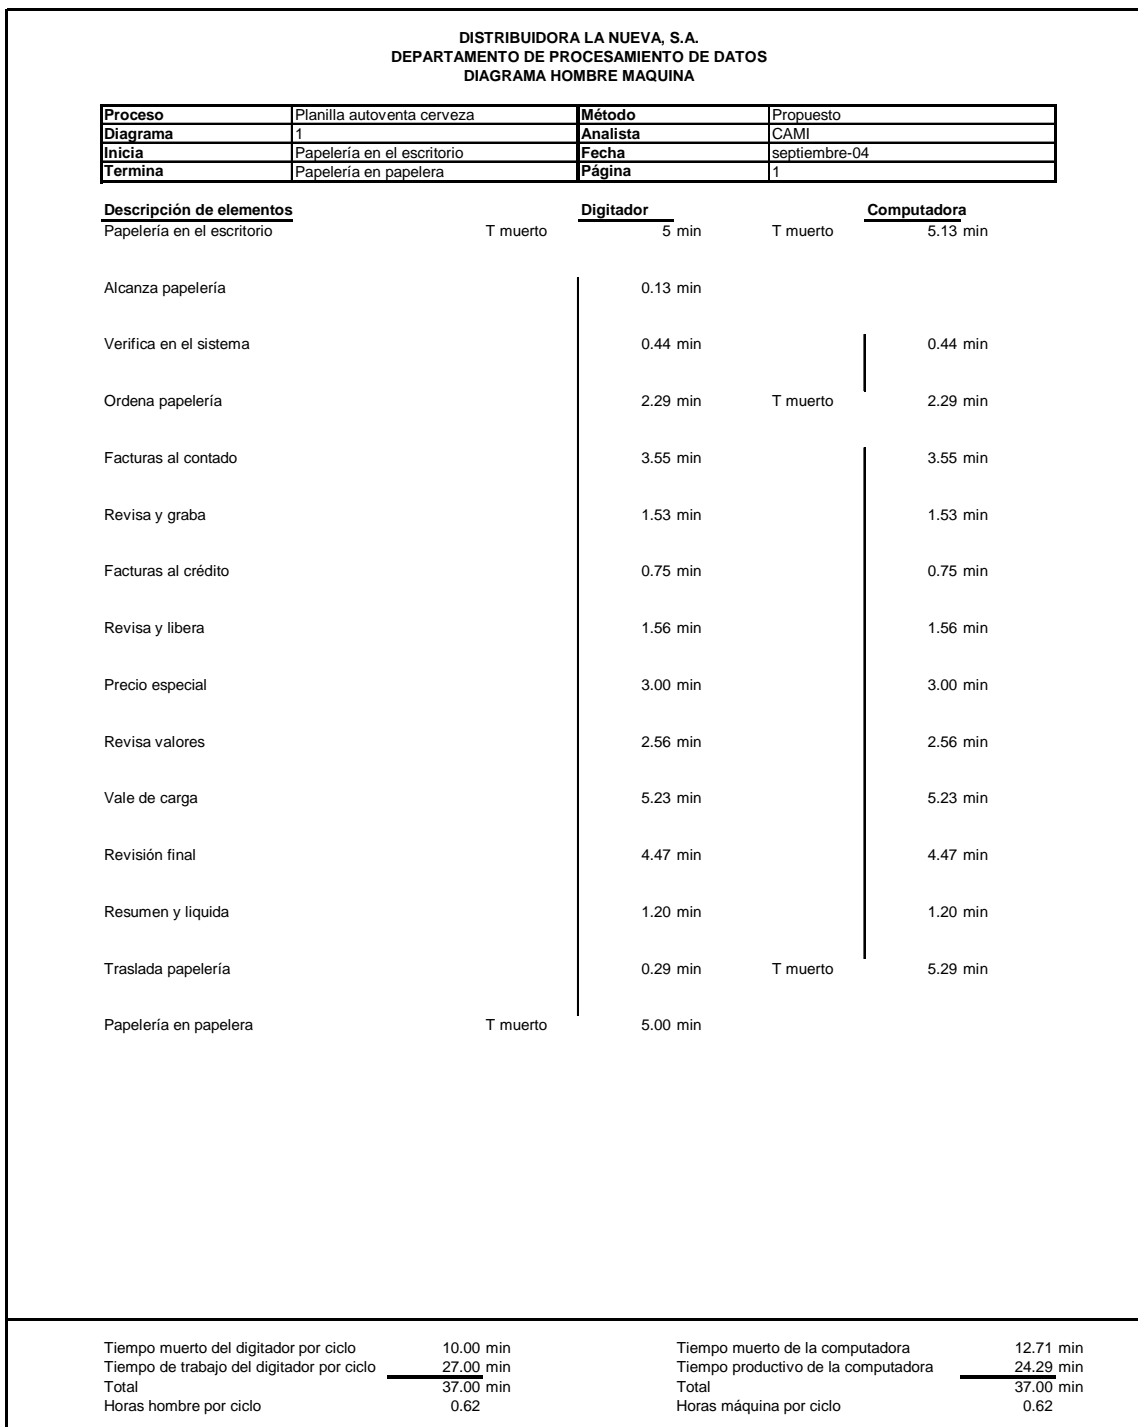 DISTRIBUIDORA LA NUEVA, S.A.
DEPARTAMENTO DE PROCESAMIENTO DE DATOS
DIAGRAMA HOMBRE MAQUINA
Proceso Planilla autoventa cerveza Método Propuesto
Diagrama 1 Analista CAMI
Inicia Papelería en el escritorio Fecha septiembre-04
Termina Papelería en papelera Página 1
Descripción de elementos Digitador Computadora
Papelería en el escritorio T muerto 5 min T muerto 5.13 min
Alcanza papelería 0.13 min
Verifica en el sistema 0.44 min 0.44 min
Ordena papelería 2.29 min T muerto 2.29 min
Facturas al contado 3.55 min 3.55 min
Revisa y graba 1.53 min 1.53 min
Facturas al crédito 0.75 min 0.75 min
Revisa y libera 1.56 min 1.56 min
Precio especial 3.00 min 3.00 min
Revisa valores 2.56 min 2.56 min
Vale de carga 5.23 min 5.23 min
Revisión final 4.47 min 4.47 min
Resumen y liquida 1.20 min 1.20 min
Traslada papelería 0.29 min T muerto 5.29 min
Papelería en papelera T muerto 5.00 min
Tiempo muerto del digitador por ciclo 10.00 min Tiempo muerto de la computadora 12.71 min
Tiempo de trabajo del digitador por ciclo 27.00 min Tiempo productivo de la computadora 24.29 min
Total 37.00 min Total 37.00 min
Horas hombre por ciclo 0.62 Horas máquina por ciclo 0.62